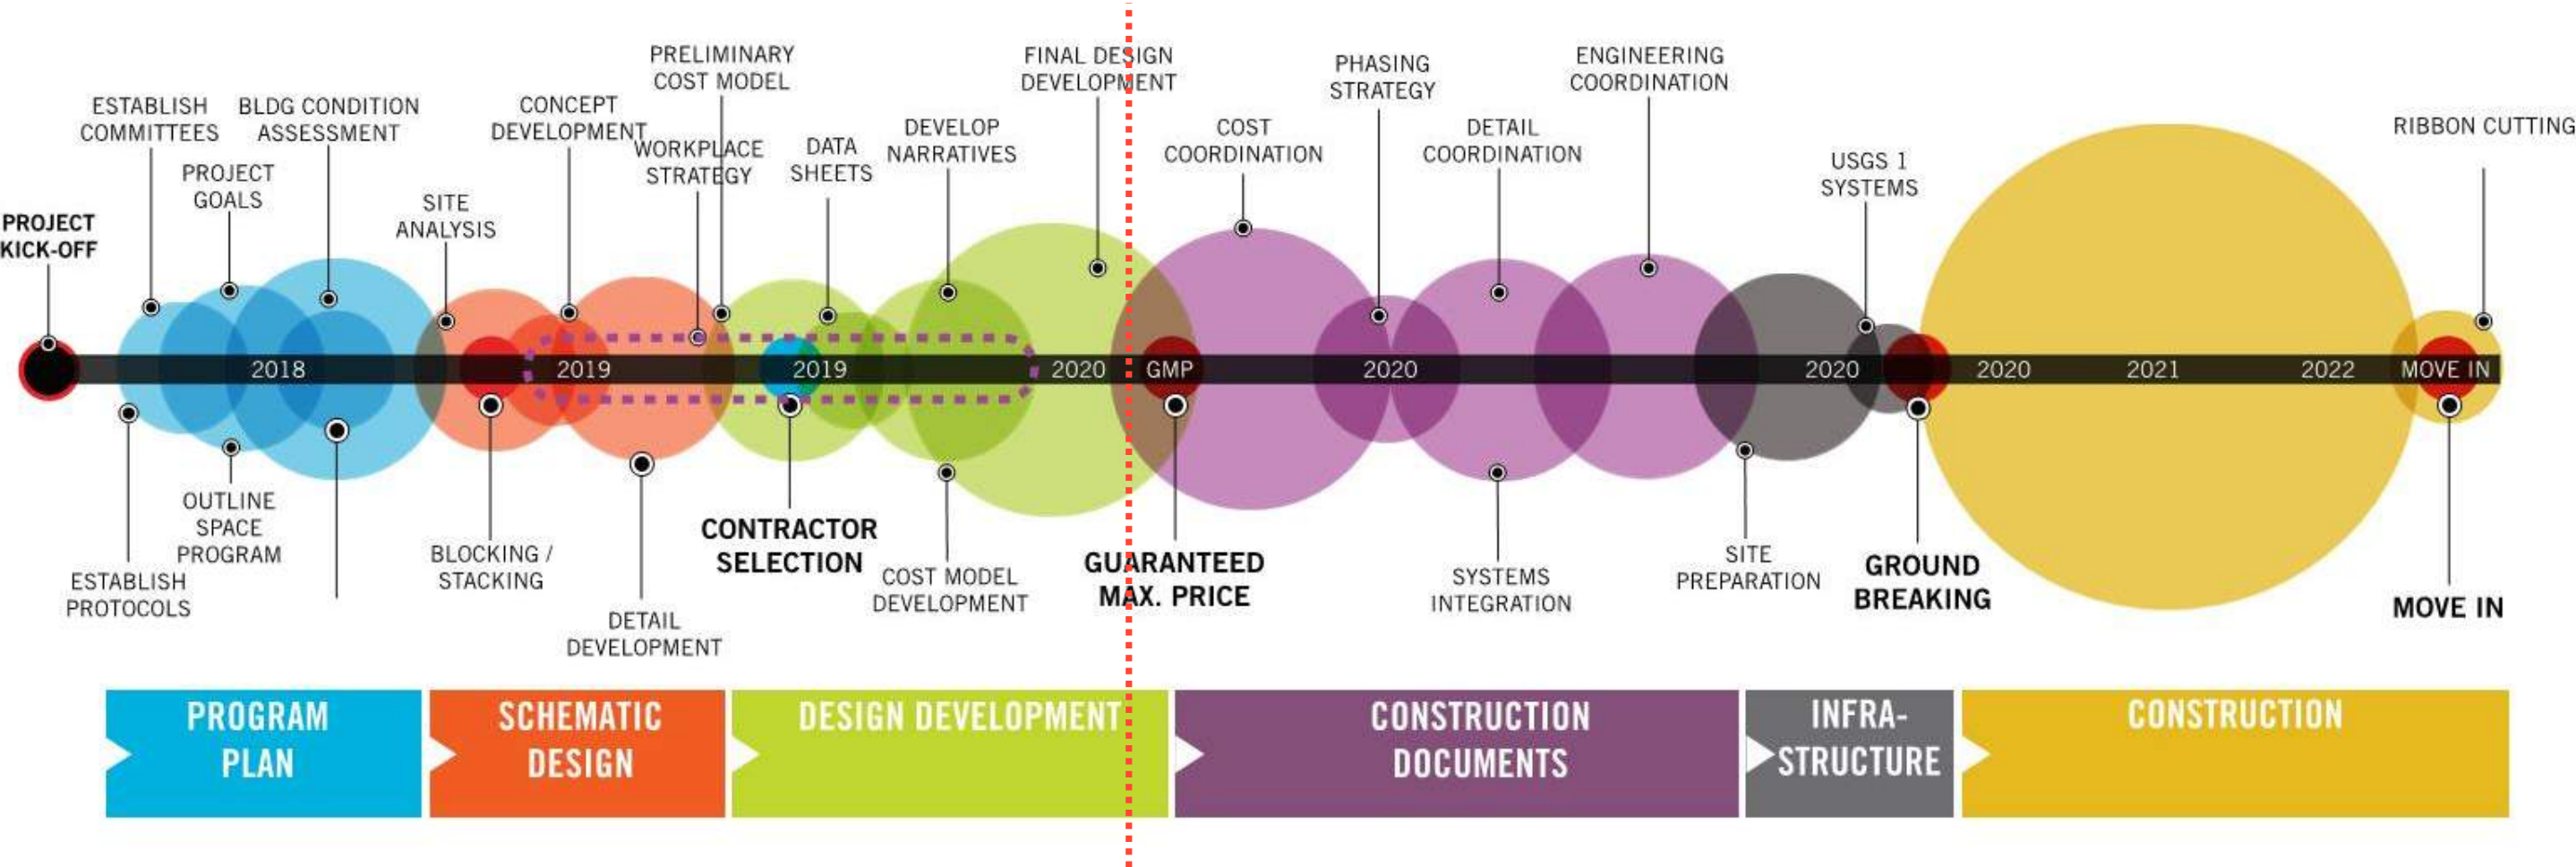 PROJECT
KICK-OFF
ESTABLISH
COMMITTEES
PROJECT
GOALS
BLDG CONDITION
ASSESSMENT
SITE
ANALYSIS
CONCEPT
DEVELOPMENT
WORKPLACE
STRATEGY
PRELIMINARY
COST MODEL
DATA
SHEETS
DEVELOP
NARRATIVES
FINAL DESIGN
DEVELOPMENT
COST
COORDINATION
PHASING
STRATEGY
DETAIL
COORDINATION
ENGINEERING
COORDINATION
USGS 1
SYSTEMS
RIBBON CUTTING
2018
2019
2019
2020
GMP
2020
2020
2020
2021
2022
MOVE IN
ESTABLISH
PROTOCOLS
OUTLINE
SPACE
PROGRAM
BLOCKING /
STACKING
DETAIL
DEVELOPMENT
CONTRACTOR
SELECTION
COST MODEL
DEVELOPMENT
GUARANTEED
MAX. PRICE
SYSTEMS
INTEGRATION
SITE
PREPARATION
GROUND
BREAKING
MOVE IN
PROGRAM
PLAN
SCHEMATIC
DESIGN
DESIGN DEVELOPMENT
CONSTRUCTION
DOCUMENTS
INFRA-
STRUCTURE
CONSTRUCTION